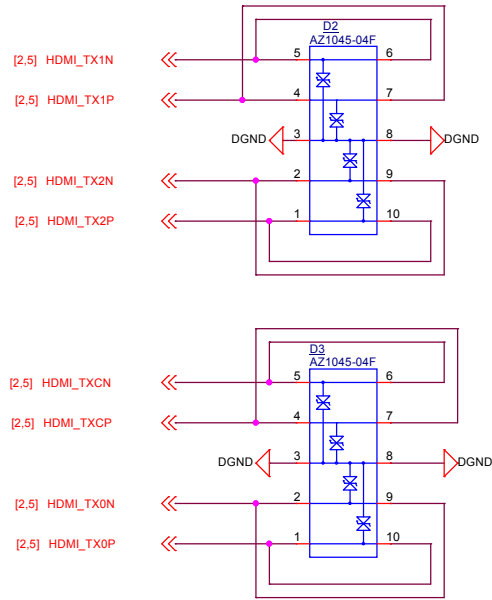 D2
AZ1045-04F
[2,5] HDMI_TX1N 5 6
[2,5] HDMI_TX1P 4 7
DGND 3 8 DGND
[2,5] HDMI_TX2N 2 9
[2,5] HDMI_TX2P 1 10
D3
AZ1045-04F
[2,5] HDMI_TXCN 5 6
[2,5] HDMI_TXCP 4 7
DGND 3 8 DGND
[2,5] HDMI_TX0N 2 9
[2,5] HDMI_TX0P 1 10